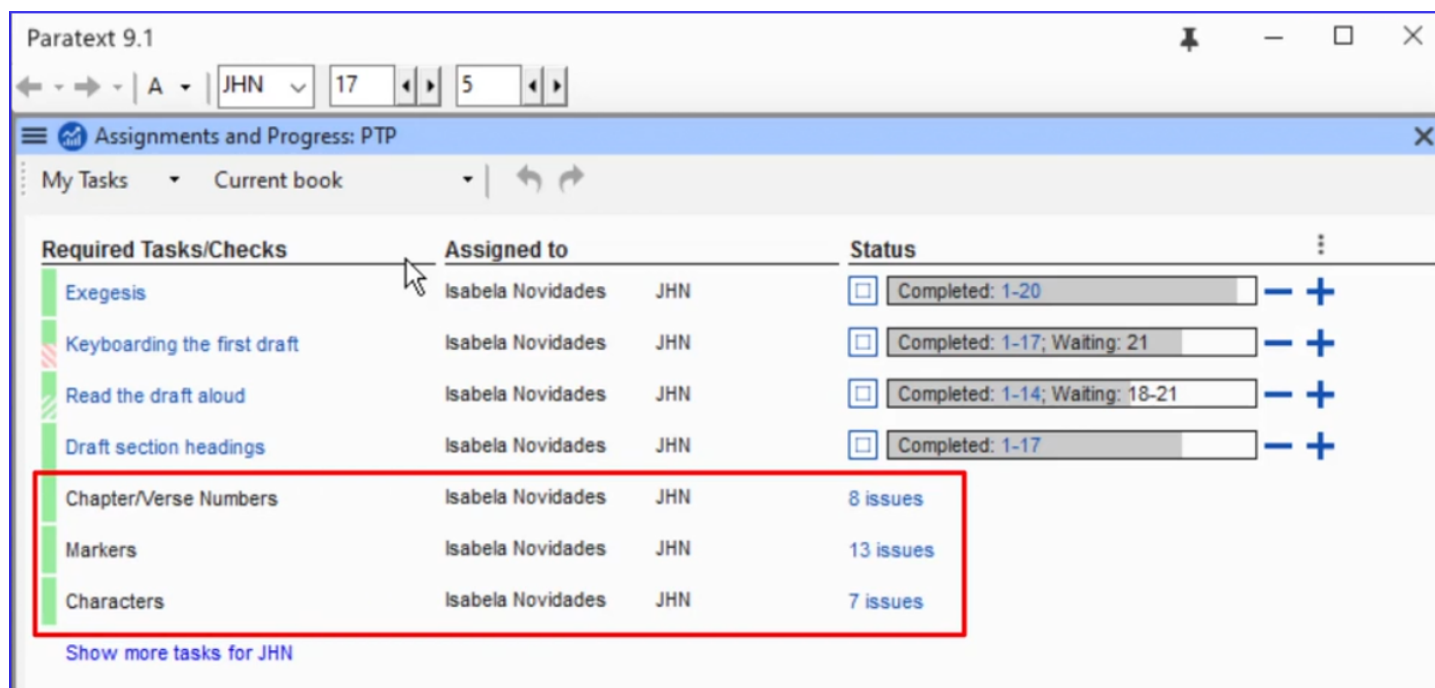 Paratext 9.1
A JHN 17 5
Assignments and Progress: PTP
My Tasks Current book
Required Tasks/Checks Assigned to Status
Exegesis Isabela Novidades JHN Completed: 1-20
Keyboarding the first draft Isabela Novidades JHN Completed: 1-17; Waiting: 21
Read the draft aloud Isabela Novidades JHN Completed: 1-14; Waiting: 18-21
Draft section headings Isabela Novidades JHN Completed: 1-17
Chapter/Verse Numbers Isabela Novidades JHN 8 issues
Markers Isabela Novidades JHN 13 issues
Characters Isabela Novidades JHN 7 issues
Show more tasks for JHN